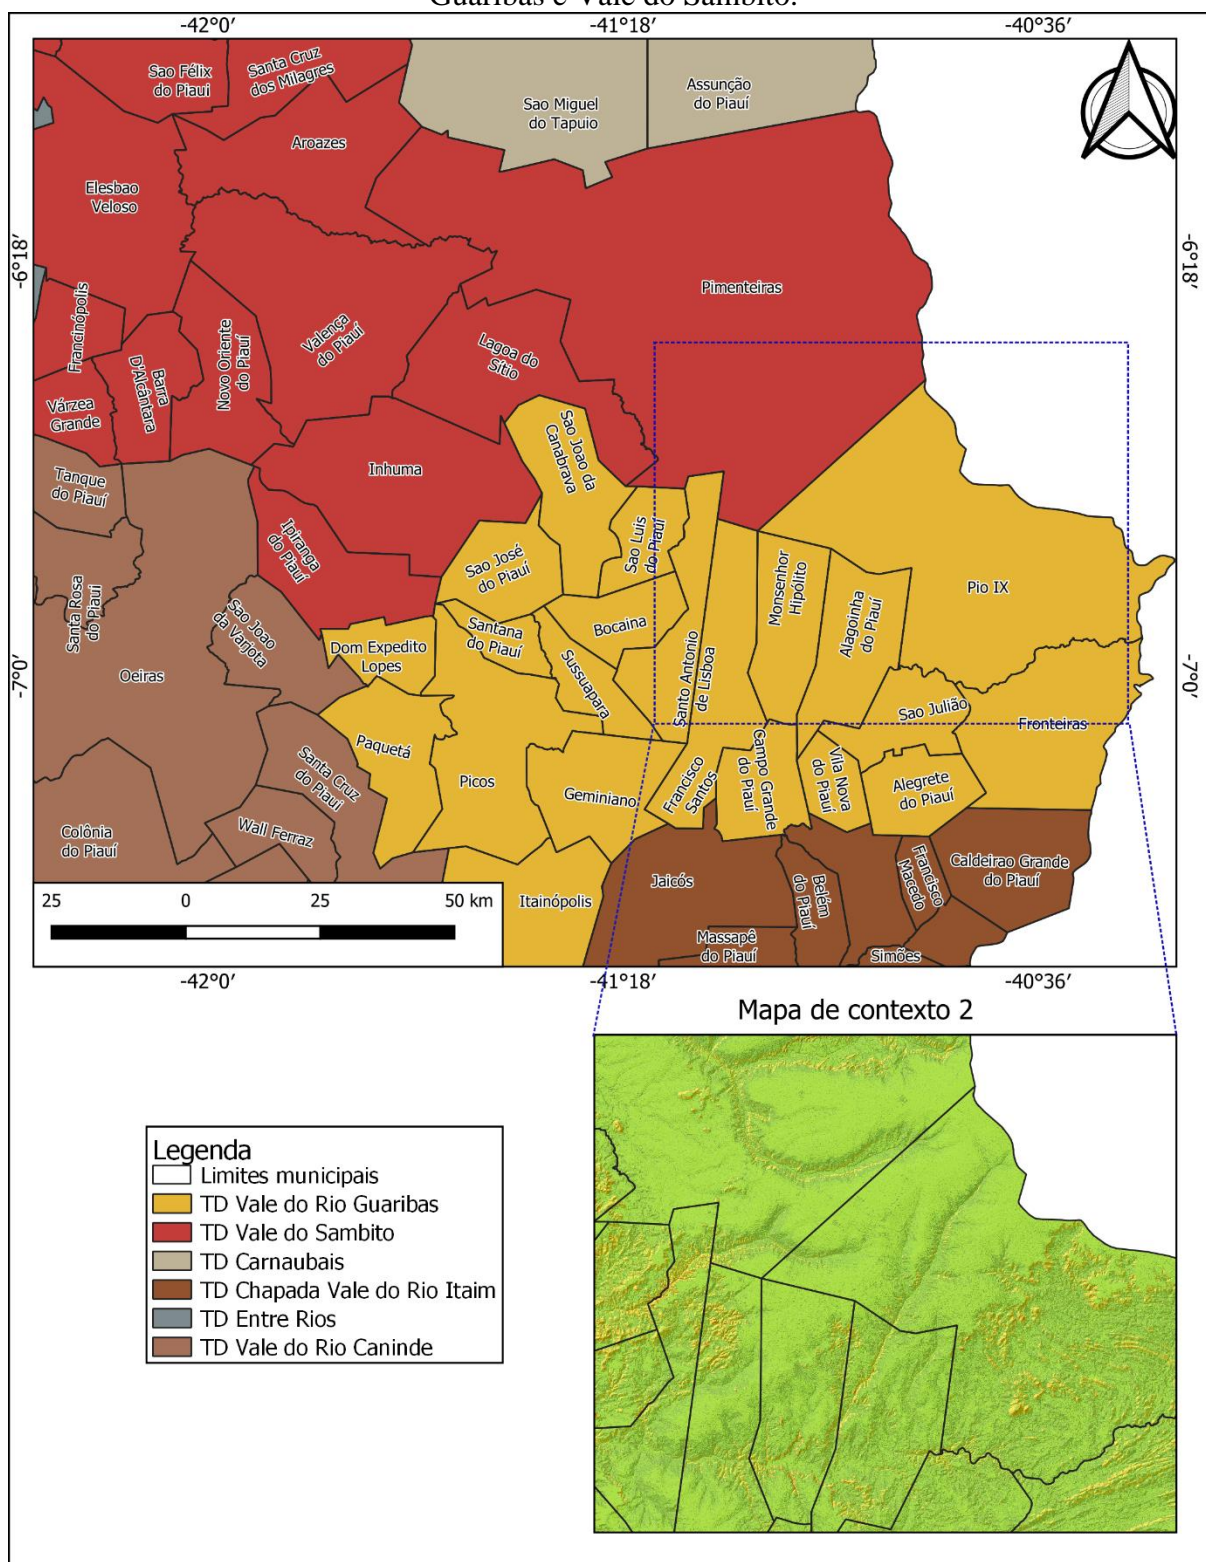 Guaribas e Vale do Sambito.
-42°0′
-41°18′
-40°36′
Sao Félix
do Piaui
Santa Cruz
dos Milagres
Sao Miguel
do Tapuio
Assunção
do Piauí
Aroazes
Elesbao
Veloso
-6°18′
-6°18′
Pimenteiras
Francinópolis
Barra
D'Alcântara
Novo Oriente
do Piauí
Valença
do Piauí
Lagoa do
Sítio
Várzea
Grande
Sao Joao da
Canabrava
Tanque
do Piauí
Inhuma
Ipiranga
do Piauí
Sao José
do Piauí
Sao Luis
do Piauí
Monsenhor
Hipólito
Alagoinha
do Piauí
Pio IX
Santa Rosa
do Piaui
Sao Joao
da Varjota
Dom Expedito
Lopes
Santana
do Piauí
Bocaina
Sussuapara
Santo Antonio
de Lisboa
-7°0′
-7°0′
Oeiras
Sao Julião
Fronteiras
Paquetá
Picos
Geminiano
Francisco
Santos
Campo Grande
do Piauí
Vila Nova
do Piauí
Alegrete
do Piauí
Santa Cruz
do Piauí
Colônia
do Piauí
Wall Ferraz
Itainópolis
Jaicós
Belém
do Piauí
Francisco
Macedo
Caldeirao Grande
do Piauí
Massapê
do Piauí
Simões
25 0 25 50 km
-42°0′
-41°18′
-40°36′
Mapa de contexto 2
Legenda
Limites municipais
TD Vale do Rio Guaribas
TD Vale do Sambito
TD Carnaubais
TD Chapada Vale do Rio Itaim
TD Entre Rios
TD Vale do Rio Caninde